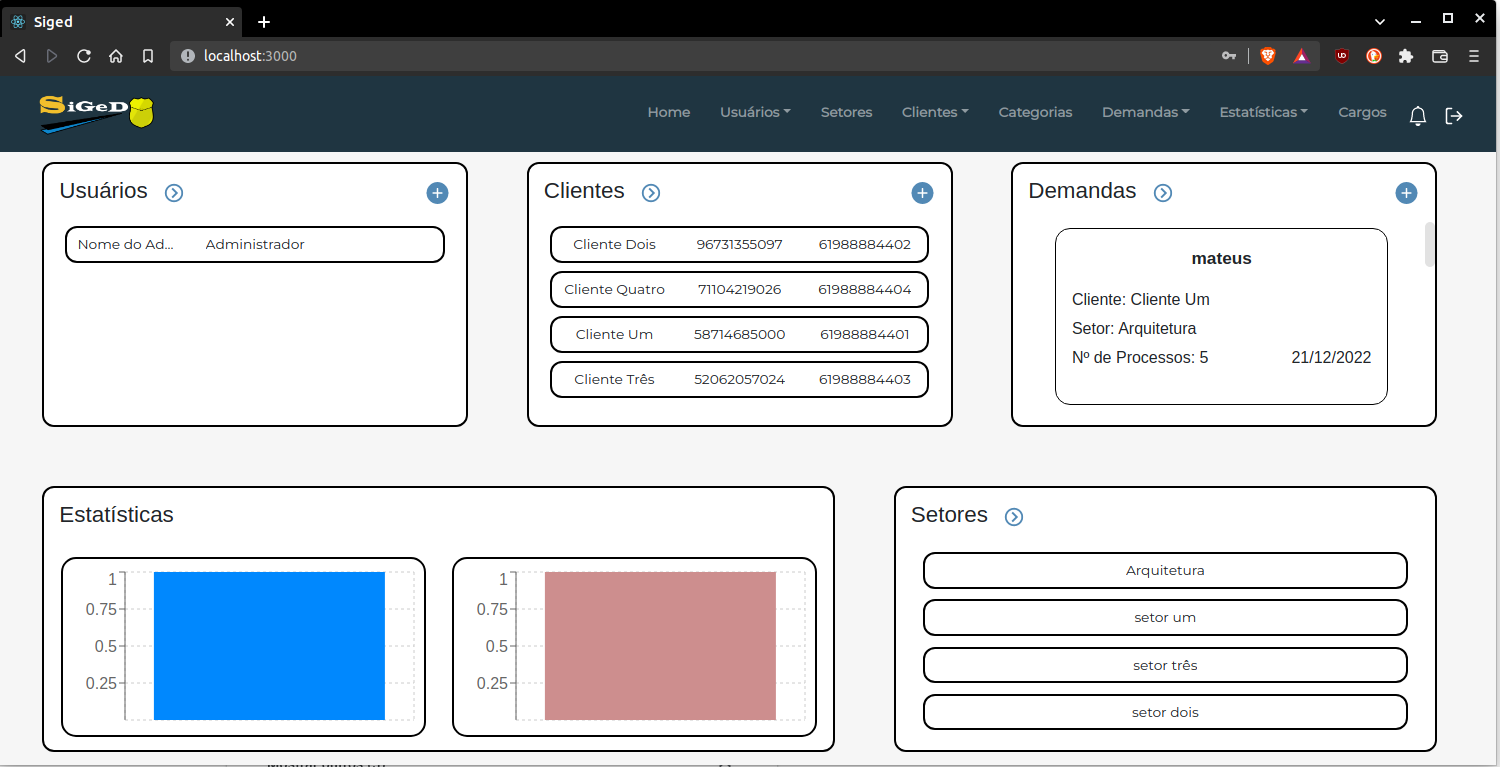 Siged
localhost:3000
SiGeD
Home Usuários Setores Clientes Categorias Demandas Estatísticas Cargos
Usuários
Nome do Ad... Administrador
Clientes
Cliente Dois 96731355097 61988884402
Cliente Quatro 71104219026 61988884404
Cliente Um 58714685000 61988884401
Cliente Três 52062057024 61988884403
Demandas
mateus
Cliente: Cliente Um
Setor: Arquitetura
Nº de Processos: 5 21/12/2022
Estatísticas
1
0.75
0.5
0.25
1
0.75
0.5
0.25
Setores
Arquitetura
setor um
setor três
setor dois